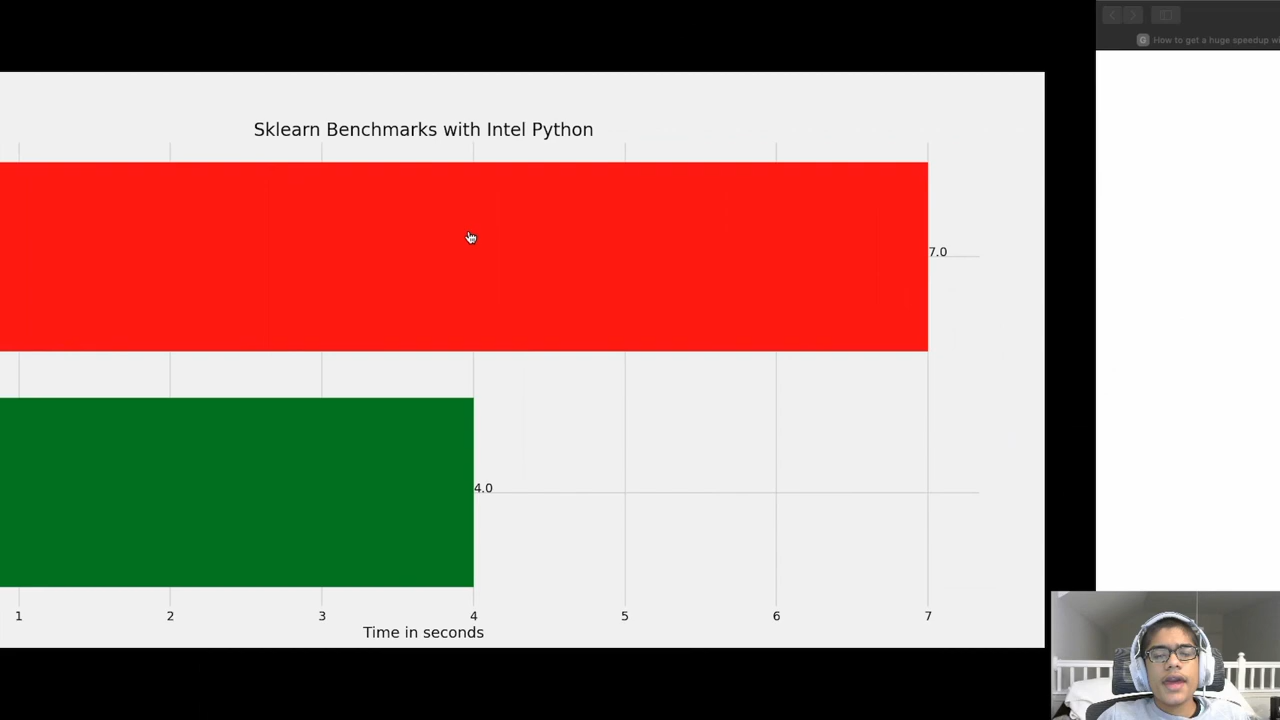 How to get a huge speedup wi
Sklearn Benchmarks with Intel Python
7.0
4.0
1 2 3 4 5 6 7
Time in seconds